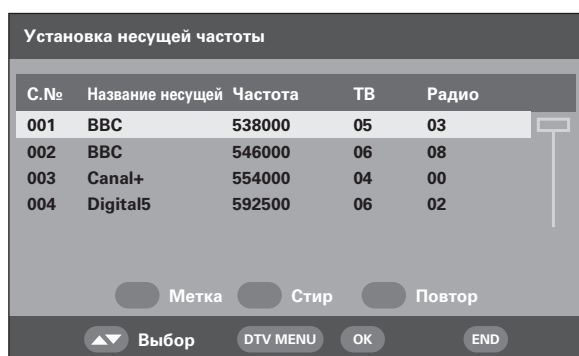 Установка несущей частоты
С.№ Название несущей Частота ТВ Радио
001 BBC 538000 05 03
002 BBC 546000 06 08
003 Canal+ 554000 04 00
004 Digital5 592500 06 02
Метка Стир Повтор
Выбор DTV MENU OK END